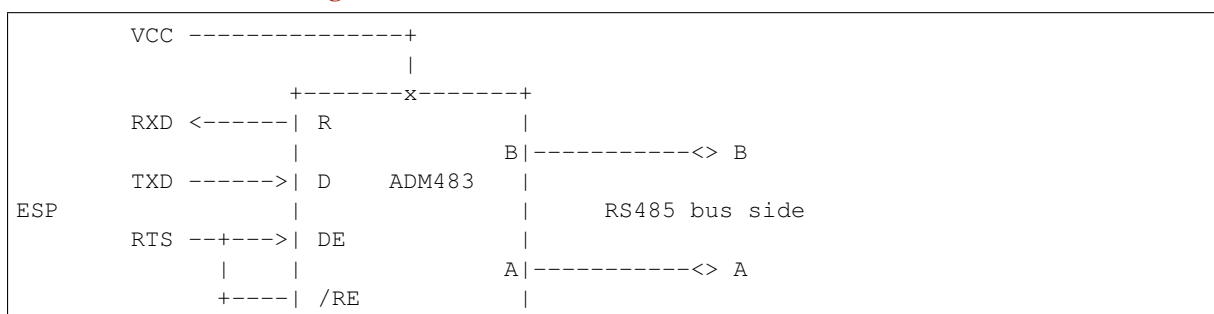 VCC ---------------+
|
+-------x-------+
RXD <------| R |
| B|-----------<> B
TXD ------>| D ADM483 |
ESP | | RS485 bus side
RTS --+--->| DE |
| | A|-----------<> A
+----| /RE |